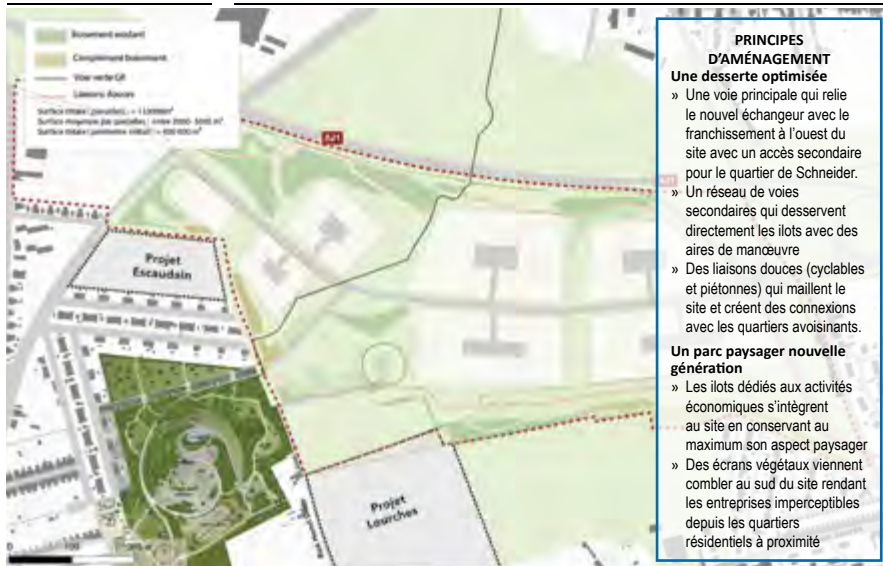 Boisement existant
Complément boisement
Voie verte GR
Liaisons douces
A21
Projet
Escaudain
Projet
Lourches
0
100
PRINCIPES
D'AMÉNAGEMENT
Une desserte optimisée
» Une voie principale qui relie
le nouvel échangeur avec le
franchissement à l'ouest du
site avec un accès secondaire
pour le quartier de Schneider.
» Un réseau de voies
secondaires qui desservent
directement les ilots avec des
aires de manœuvre
» Des liaisons douces (cyclables
et piétonnes) qui maillent le
site et créent des connexions
avec les quartiers avoisinants.
Un parc paysager nouvelle
génération
» Les ilots dédiés aux activités
économiques s'intègrent
au site en conservant au
maximum son aspect paysager
» Des écrans végétaux viennent
combler au sud du site rendant
les entreprises imperceptibles
depuis les quartiers
résidentiels à proximité